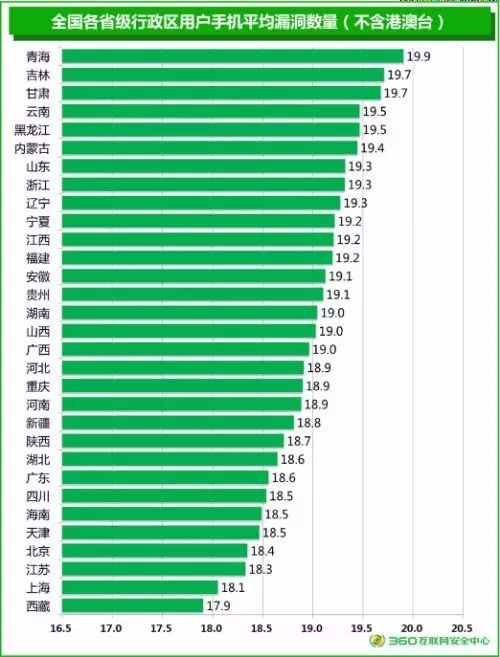 全国各省级行政区用户手机平均漏洞数量（不含港澳台）
青海 19.9
吉林 19.7
甘肃 19.7
云南 19.5
黑龙江 19.5
内蒙古 19.4
山东 19.3
浙江 19.3
辽宁 19.3
宁夏 19.2
江西 19.2
福建 19.2
安徽 19.1
贵州 19.1
湖南 19.0
山西 19.0
广西 19.0
河北 18.9
重庆 18.9
河南 18.9
新疆 18.8
陕西 18.7
湖北 18.6
广东 18.6
四川 18.5
海南 18.5
天津 18.5
北京 18.4
江苏 18.3
上海 18.1
西藏 17.9
16.5 17.0 17.5 18.0 18.5 19.0 19.5 20.0 20.5
360互联网安全中心